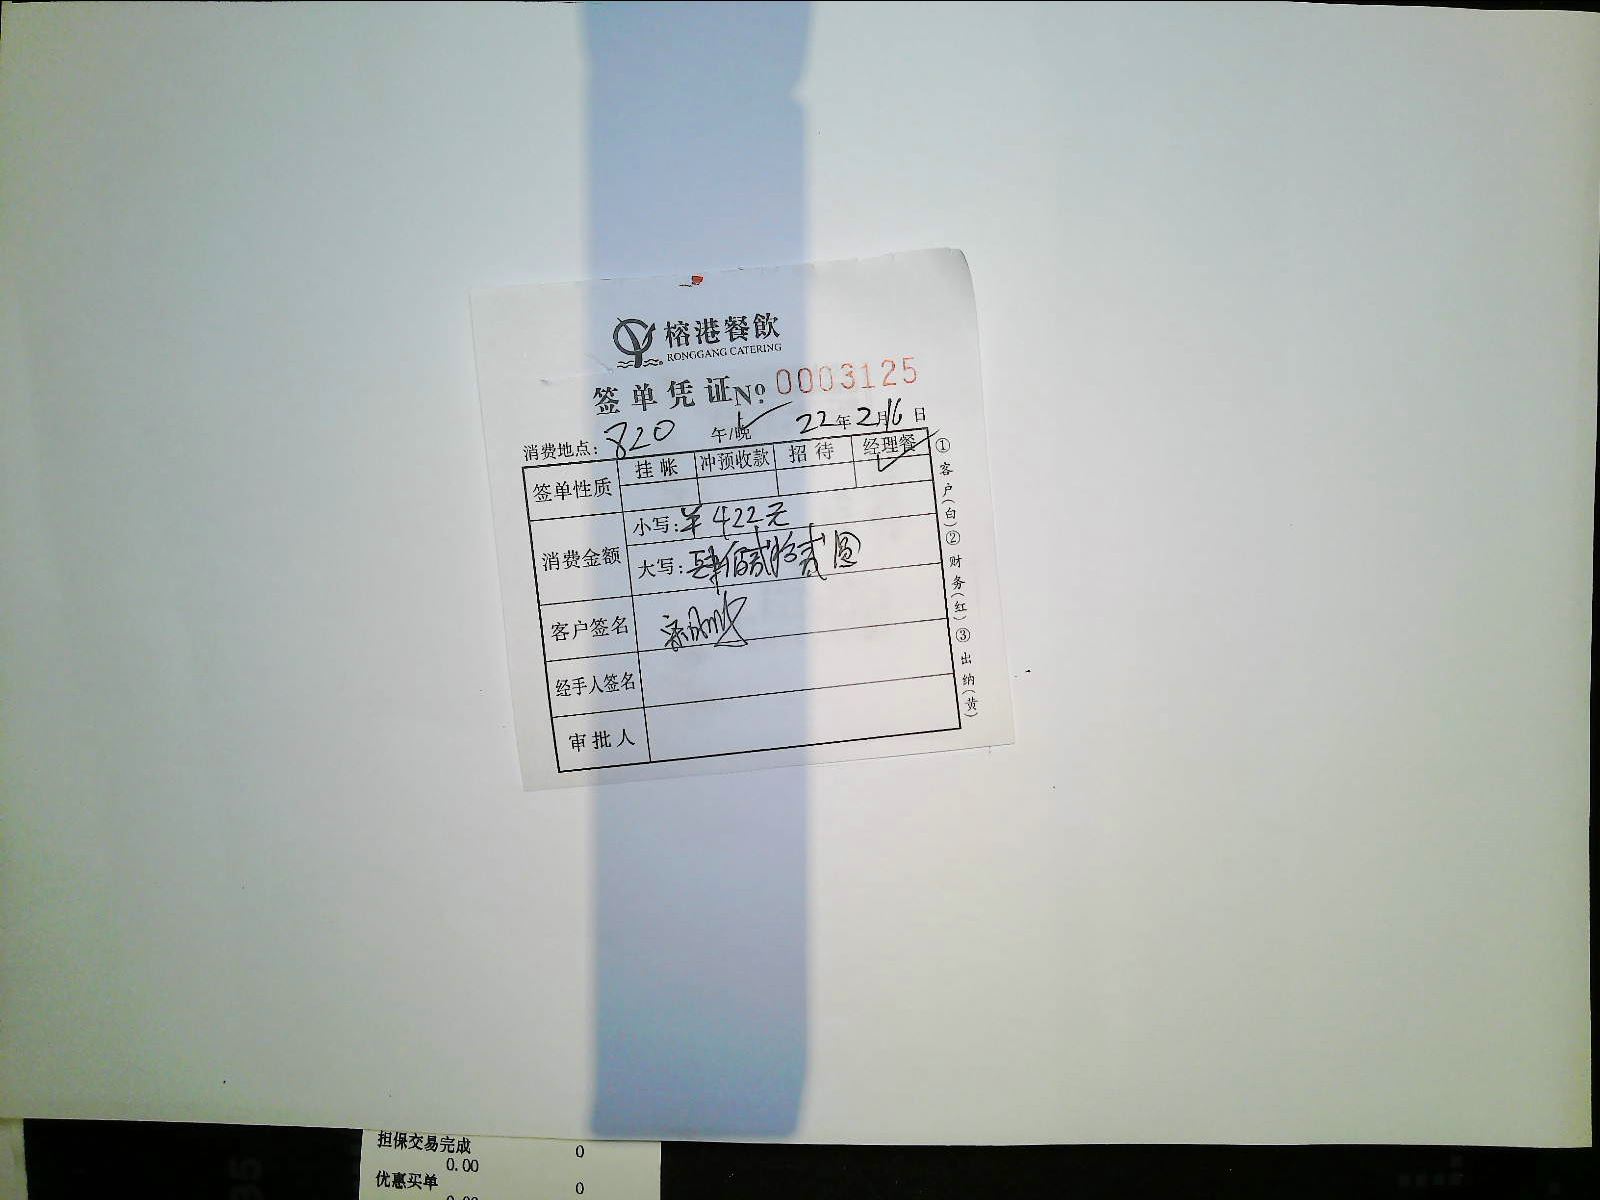 榕港餐飲
RONGGANG CATERING
签单凭证 Nº: 0003125
消费地点: 820 午/晚 22年2月16日
签单性质 挂帐 冲预收款 招待 经理餐
消费金额 小写: ¥422元
大写: 肆佰贰拾贰圆
客户签名
经手人签名
审批人
①客户(白)②财务(红)③出纳(黄)
担保交易完成 0
0.00
优惠买单 0